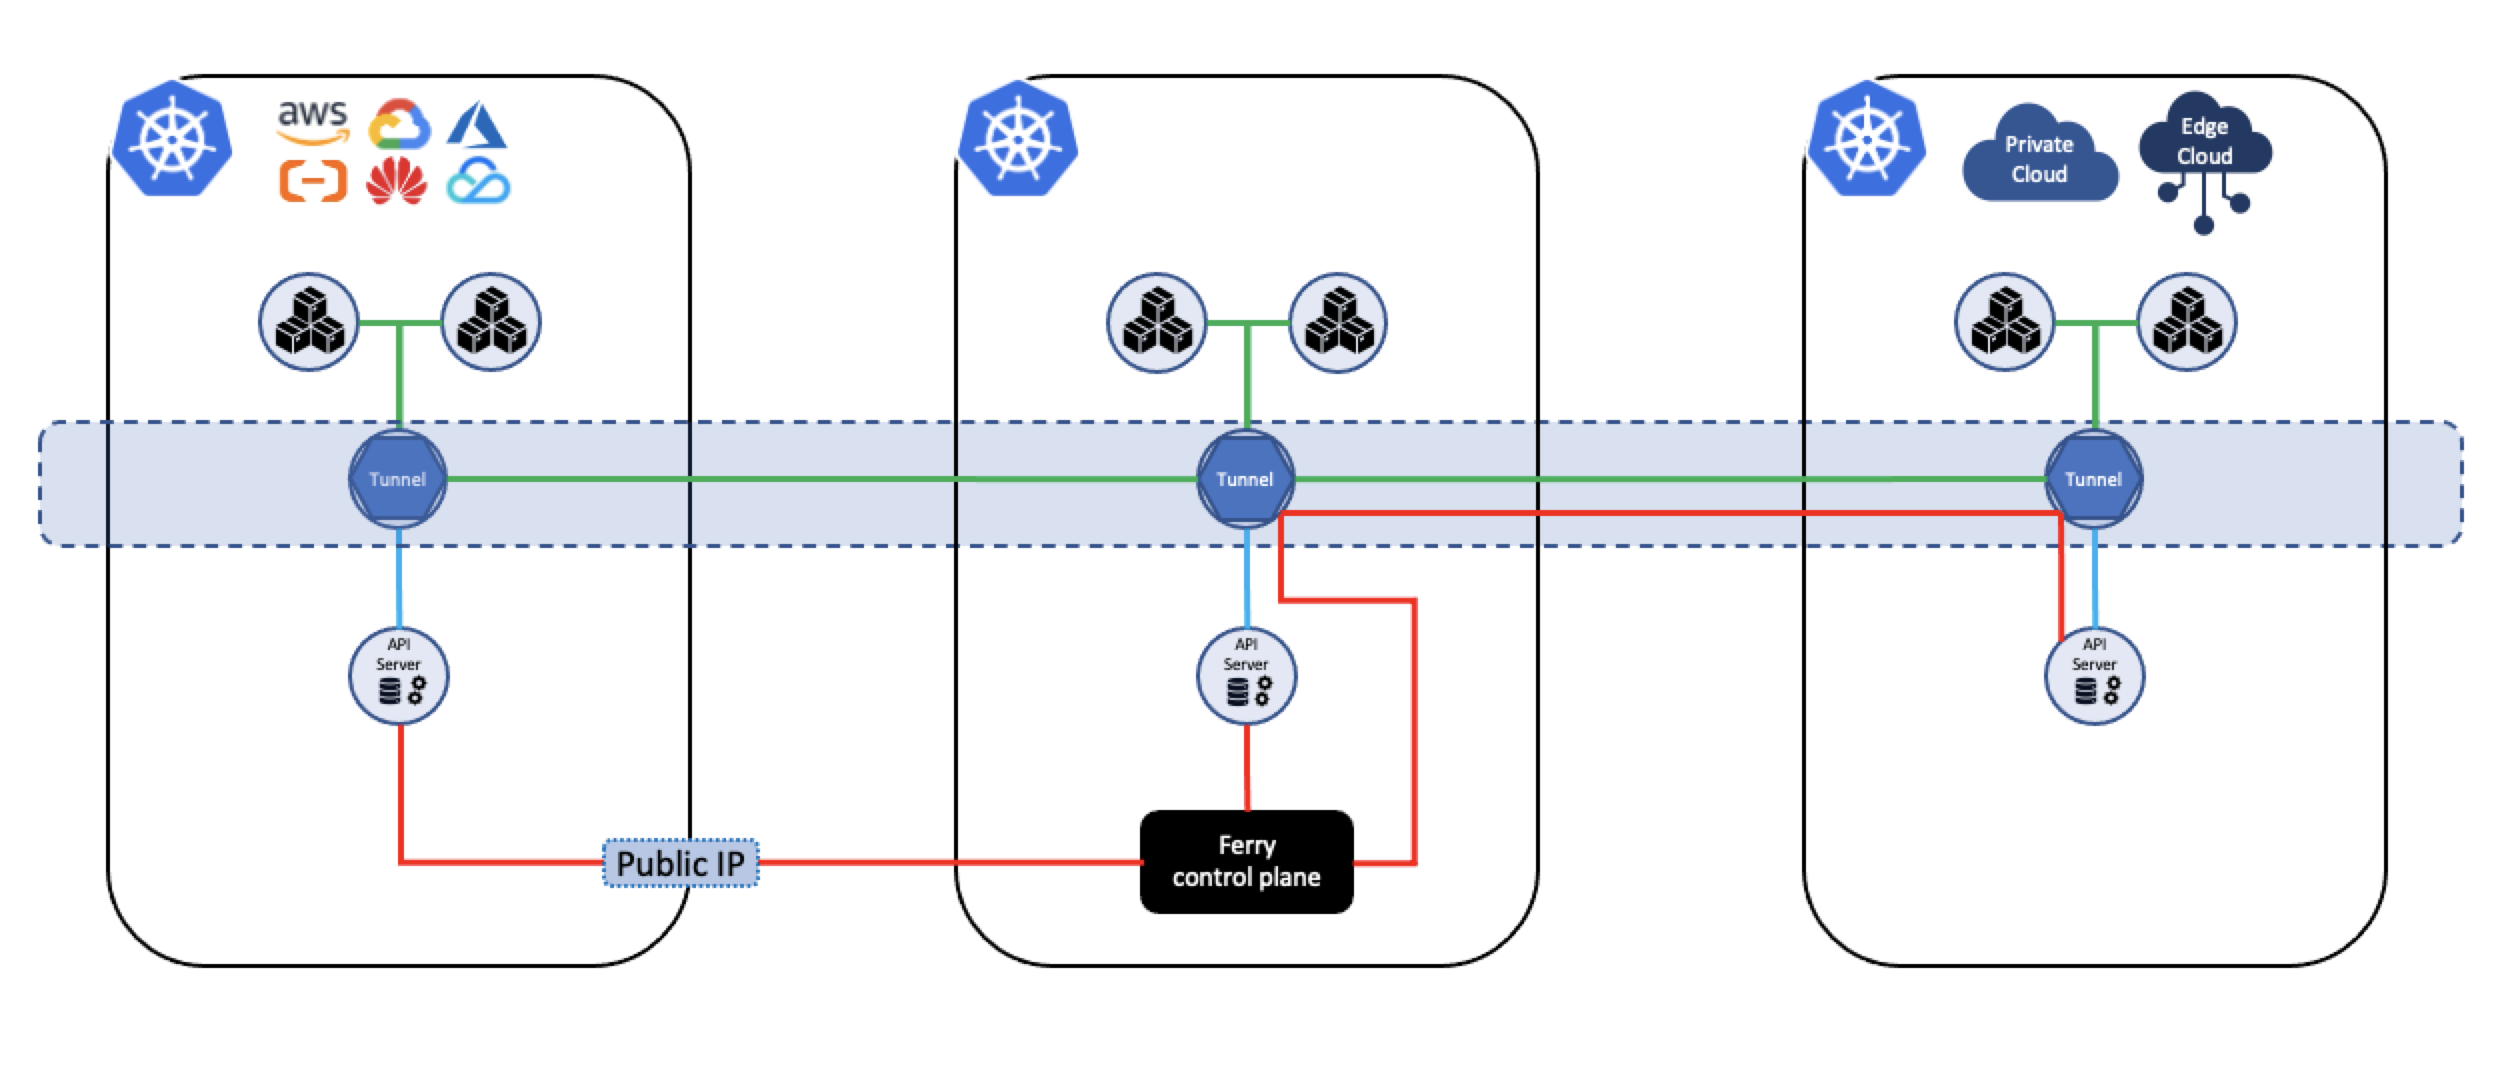 aws
Private
Cloud
Edge
Cloud
Tunnel
Tunnel
Tunnel
API
Server
API
Server
API
Server
Public IP
Ferry
control plane